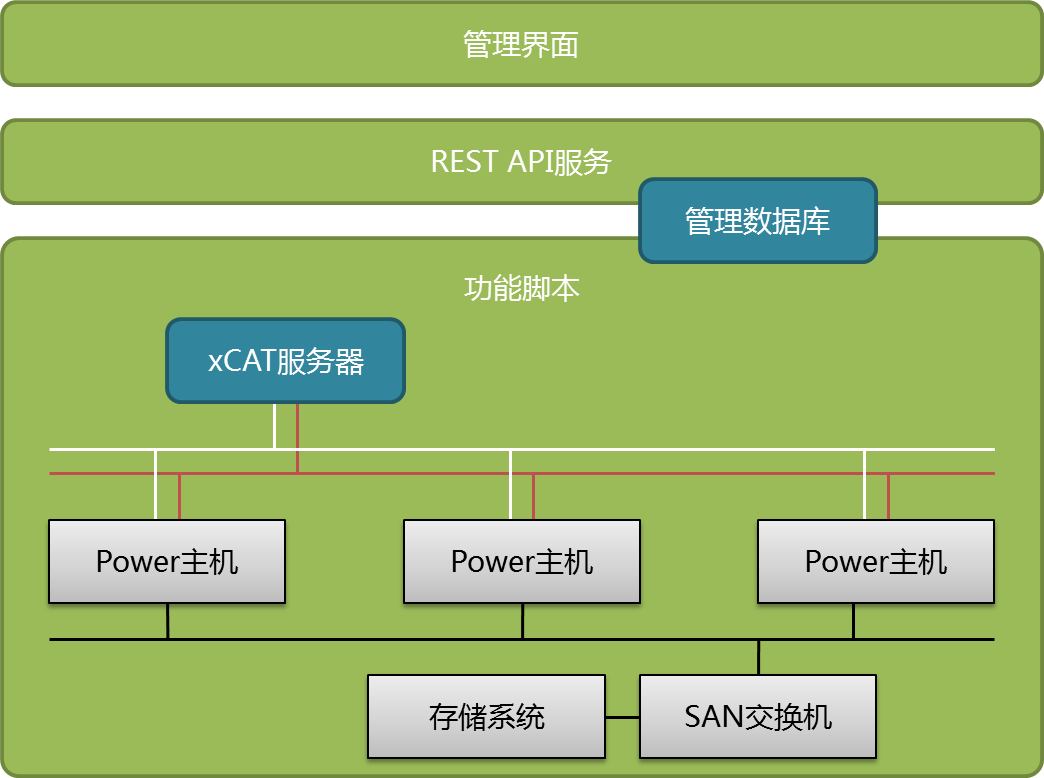 管理界面
REST API服务
管理数据库
功能脚本
xCAT服务器
Power主机
Power主机
Power主机
存储系统
SAN交换机